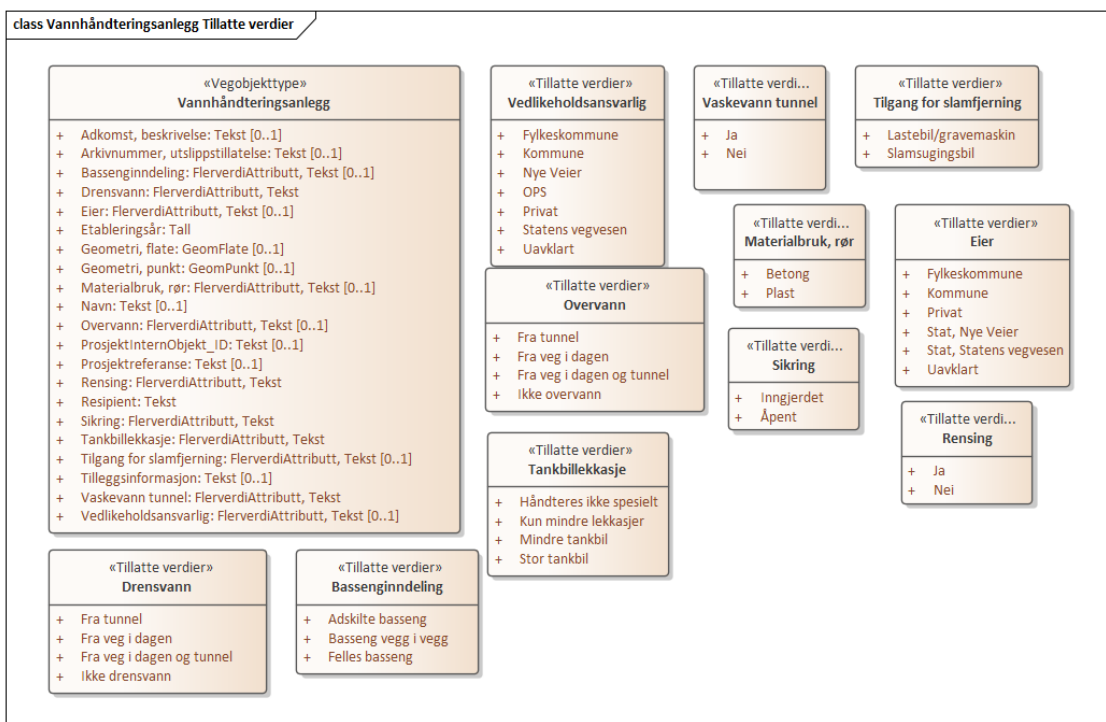 class Vannhåndteringsanlegg Tillatte verdier
«Vegobjekttype»
Vannhåndteringsanlegg
+ Adkomst, beskrivelse: Tekst [0..1]
+ Arkivnummer, utslippstillatelse: Tekst [0..1]
+ Bassenginndeling: FlerverdiAttributt, Tekst [0..1]
+ Drensvann: FlerverdiAttributt, Tekst
+ Eier: FlerverdiAttributt, Tekst [0..1]
+ Etableringsår: Tall
+ Geometri, flate: GeomFlate [0..1]
+ Geometri, punkt: GeomPunkt [0..1]
+ Materialbruk, rør: FlerverdiAttributt, Tekst [0..1]
+ Navn: Tekst [0..1]
+ Overvann: FlerverdiAttributt, Tekst [0..1]
+ ProsjektInternObjekt_ID: Tekst [0..1]
+ Prosjektreferanse: Tekst [0..1]
+ Rensing: FlerverdiAttributt, Tekst
+ Resipient: Tekst
+ Sikring: FlerverdiAttributt, Tekst [0..1]
+ Tankbillekkasje: FlerverdiAttributt, Tekst
+ Tilgang for slamfjerning: FlerverdiAttributt, Tekst [0..1]
+ Tilleggsinformasjon: Tekst [0..1]
+ Vaskevann tunnel: FlerverdiAttributt, Tekst
+ Vedlikeholdsansvarlig: FlerverdiAttributt, Tekst [0..1]
«Tillatte verdier»
Vedlikeholdsansvarlig
+ Fylkeskommune
+ Kommune
+ Nye Veier
+ OPS
+ Privat
+ Statens vegvesen
+ Uavklart
«Tillatte verdi...
Vaskevann tunnel
+ Ja
+ Nei
«Tillatte verdier»
Tilgang for slamfjerning
+ Lastebil/gravemaskin
+ Slamsugingsbil
«Tillatte verdi...
Materialbruk, rør
+ Betong
+ Plast
«Tillatte verdier»
Eier
+ Fylkeskommune
+ Kommune
+ Privat
+ Stat, Nye Veier
+ Stat, Statens vegvesen
+ Uavklart
«Tillatte verdier»
Overvann
+ Fra tunnel
+ Fra veg i dagen
+ Fra veg i dagen og tunnel
+ Ikke overvann
«Tillatte verdi...
Sikring
+ Inngjerdet
+ Åpent
«Tillatte verdi...
Rensing
+ Ja
+ Nei
«Tillatte verdier»
Tankbillekkasje
+ Håndteres ikke spesielt
+ Kun mindre lekkasjer
+ Mindre tankbil
+ Stor tankbil
«Tillatte verdier»
Drensvann
+ Fra tunnel
+ Fra veg i dagen
+ Fra veg i dagen og tunnel
+ Ikke drensvann
«Tillatte verdier»
Bassenginndeling
+ Adskilte basseng
+ Basseng vegg i vegg
+ Felles basseng